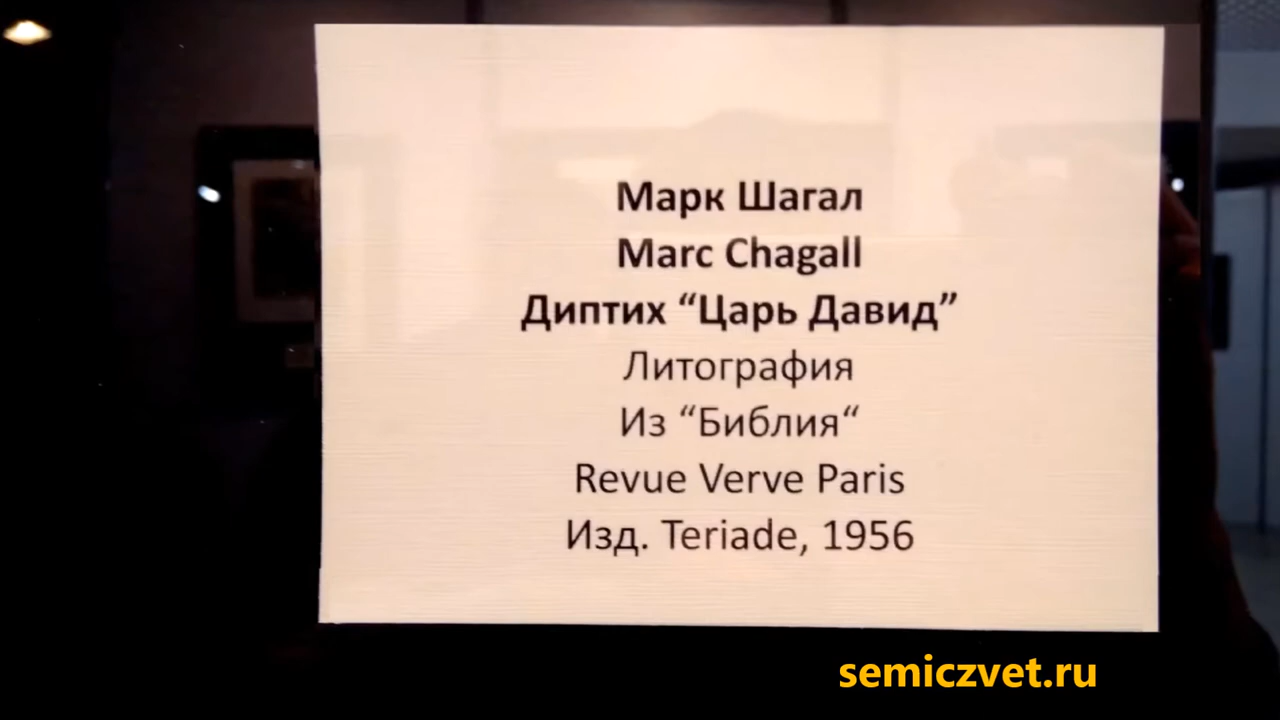 Марк Шагал
Marc Chagall
Диптих “Царь Давид”
Литография
Из “Библия“
Revue Verve Paris
Изд. Teriade, 1956
semiczvet.ru